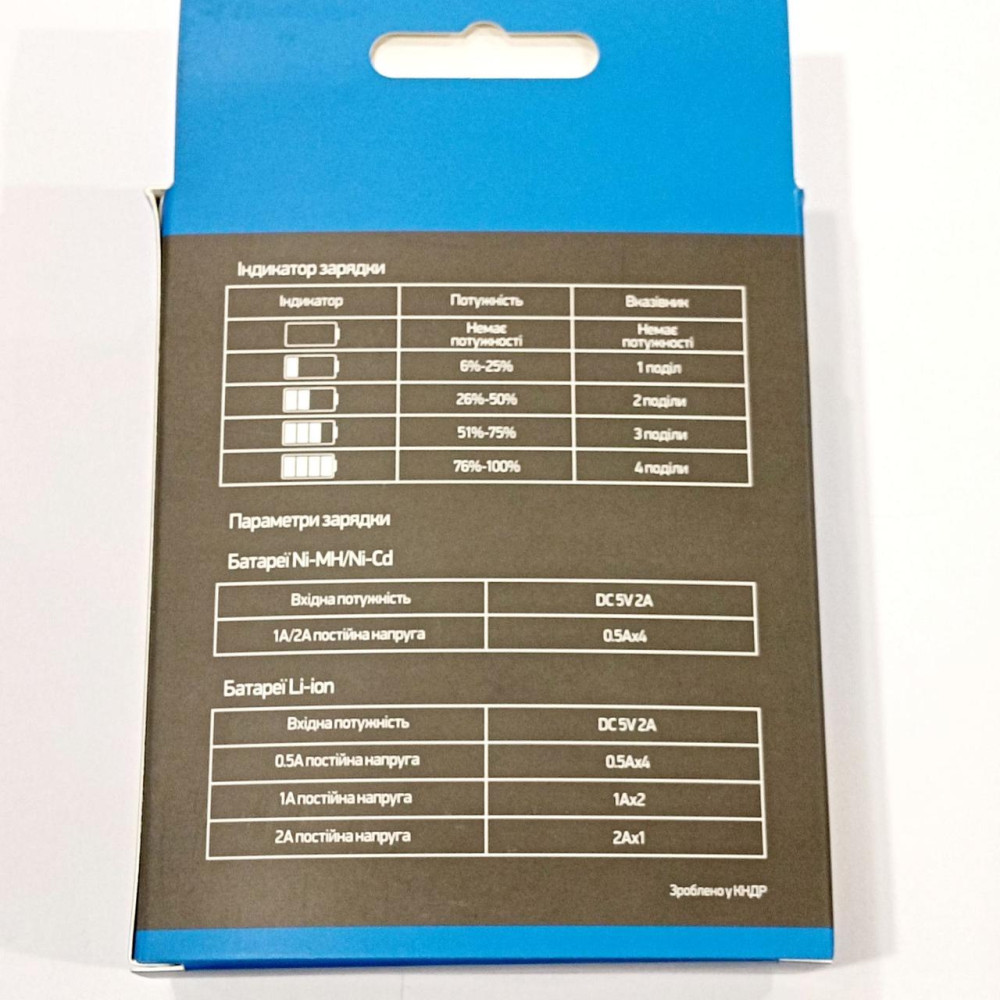 Індикатор зарядки
Індикатор Потужність Вказівник
Немає потужності Немає потужності
6%-25% 1 поділ
26%-50% 2 поділи
51%-75% 3 поділи
76%-100% 4 поділи
Параметри зарядки
Батареї Ni-MH/Ni-Cd
Вхідна потужність DC 5V 2A
1A/2A постійна напруга 0.5Ax4
Батареї Li-ion
Вхідна потужність DC 5V 2A
0.5A постійна напруга 0.5Ax4
1A постійна напруга 1Ax2
2A постійна напруга 2Ax1
Зроблено у КНДР